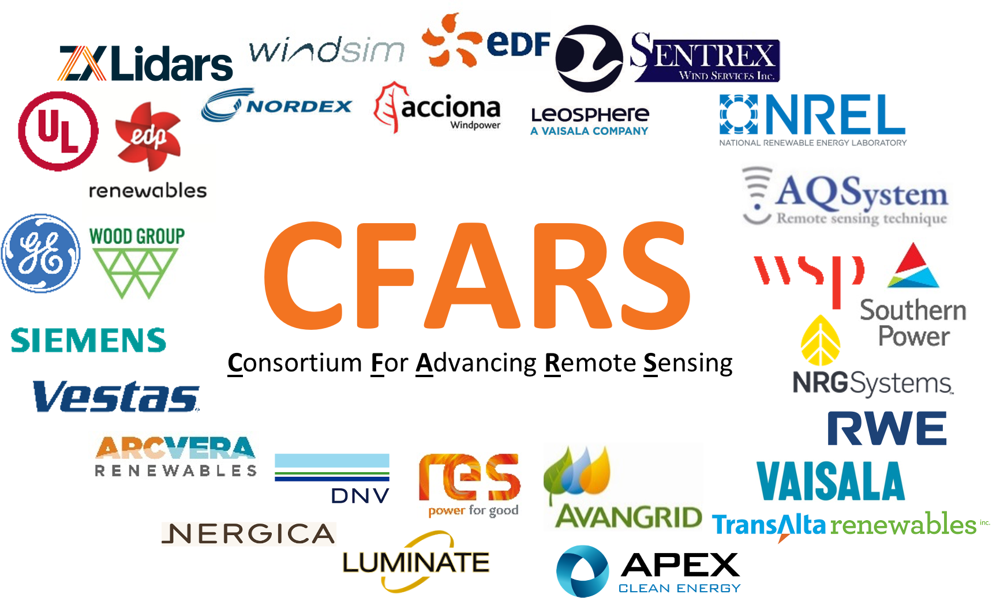 ZX Lidars
windsim
eDF
SENTREX
WIND SERVICES INC.
UL
edp
renewables
NORDEX
acciona
Windpower
LEOSPHERE
A VAISALA COMPANY
NREL
NATIONAL RENEWABLE ENERGY LABORATORY
AQSystem
Remote sensing technique
GE
WOOD GROUP
CFARS
Consortium For Advancing Remote Sensing
wsp
Southern
Power
SIEMENS
NRGSystems
Vestas
RWE
ARCVERA
RENEWABLES
DNV
res
power for good
AVANGRID
VAISALA
TransAlta renewables inc.
NERGICA
LUMINATE
APEX
CLEAN ENERGY